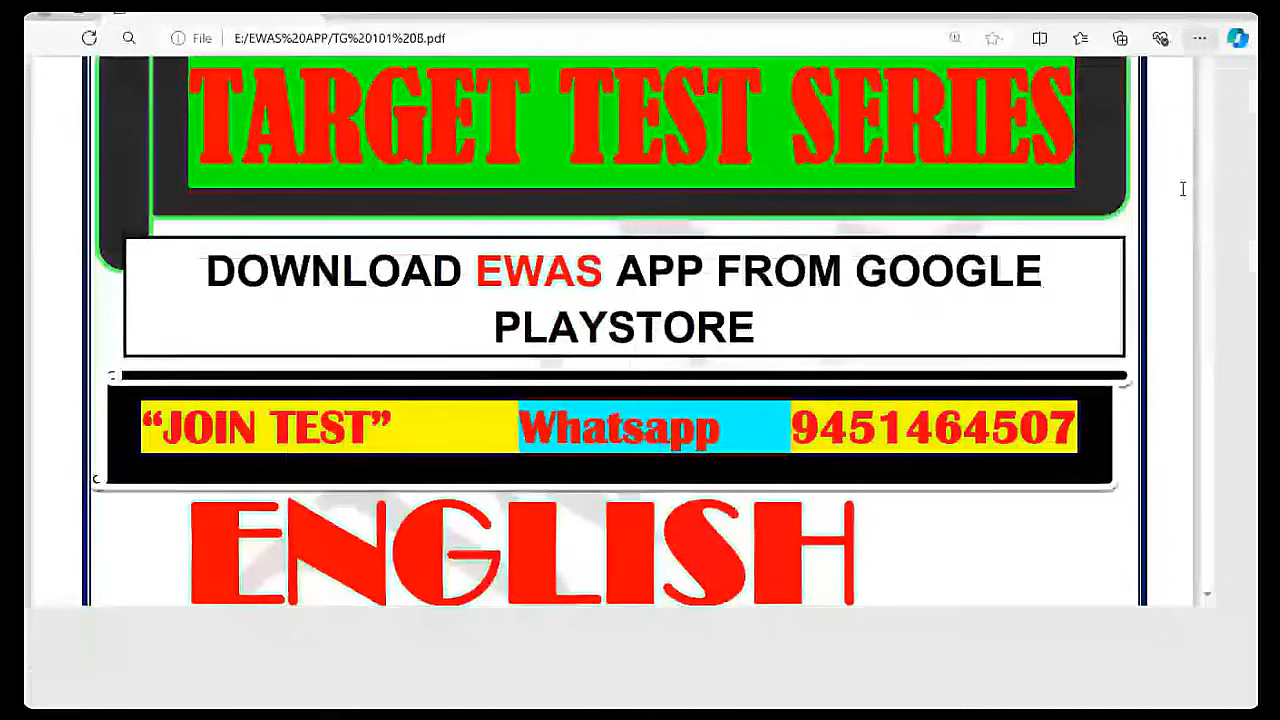 File E:/EWAS%20APP/TG%20101%208.pdf
TARGET TEST SERIES
DOWNLOAD EWAS APP FROM GOOGLE
PLAYSTORE
“JOIN TEST” Whatsapp 9451464507
ENGLISH